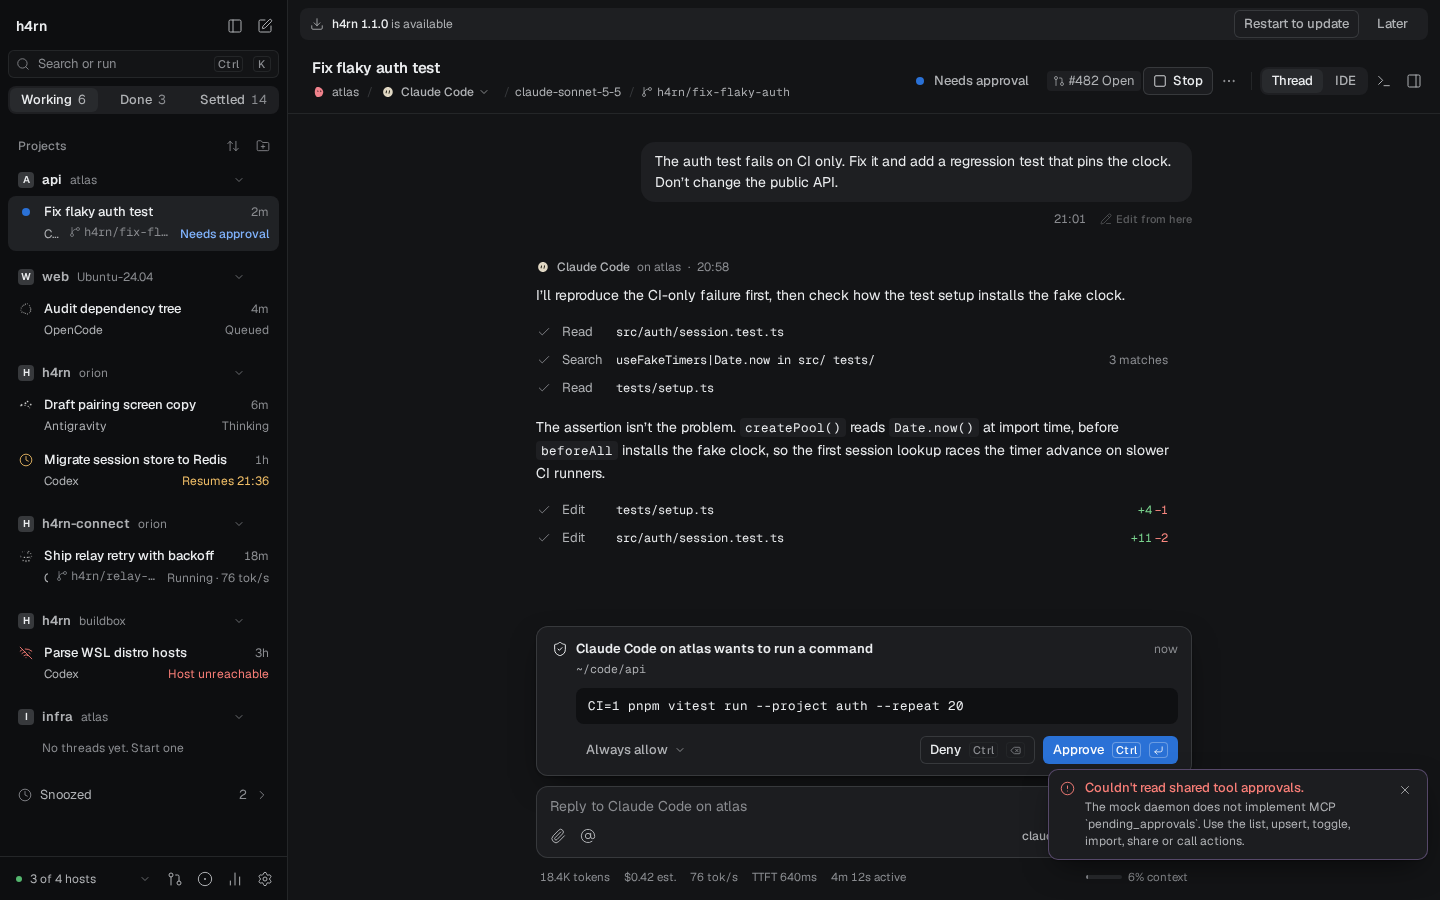 h4rn
Search or run Ctrl K
Working 6 Done 3 Settled 14
Projects
A api atlas
Fix flaky auth test 2m
C… h4rn/fix-fl… Needs approval
W web Ubuntu-24.04
Audit dependency tree 4m
OpenCode Queued
H h4rn orion
Draft pairing screen copy 6m
Antigravity Thinking
Migrate session store to Redis 1h
Codex Resumes 21:36
H h4rn-connect orion
Ship relay retry with backoff 18m
h4rn/relay-… Running · 76 tok/s
H h4rn buildbox
Parse WSL distro hosts 3h
Codex Host unreachable
I infra atlas
No threads yet. Start one
Snoozed 2
3 of 4 hosts
h4rn 1.1.0 is available Restart to update Later
Fix flaky auth test
atlas / Claude Code / claude-sonnet-5-5 / h4rn/fix-flaky-auth
Needs approval #482 Open Stop ··· Thread IDE
The auth test fails on CI only. Fix it and add a regression test that pins the clock.
Don't change the public API.
21:01 Edit from here
Claude Code on atlas · 20:58
I'll reproduce the CI-only failure first, then check how the test setup installs the fake clock.
Read src/auth/session.test.ts
Search useFakeTimers|Date.now in src/ tests/ 3 matches
Read tests/setup.ts
The assertion isn't the problem. createPool() reads Date.now() at import time, before
beforeAll installs the fake clock, so the first session lookup races the timer advance on slower
CI runners.
Edit tests/setup.ts +4 −1
Edit src/auth/session.test.ts +11 −2
Claude Code on atlas wants to run a command now
~/code/api
CI=1 pnpm vitest run --project auth --repeat 20
Always allow Deny Ctrl Approve Ctrl
Reply to Claude Code on atlas
Couldn't read shared tool approvals.
The mock daemon does not implement MCP
`pending_approvals`. Use the list, upsert, toggle,
import, share or call actions.
18.4K tokens $0.42 est. 76 tok/s TTFT 640ms 4m 12s active 6% context